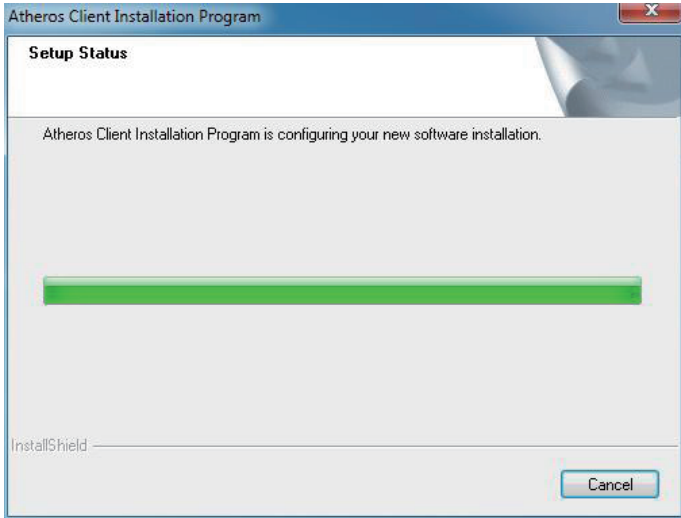 Atheros Client Installation Program
Setup Status
Atheros Client Installation Program is configuring your new software installation.
InstallShield
Cancel